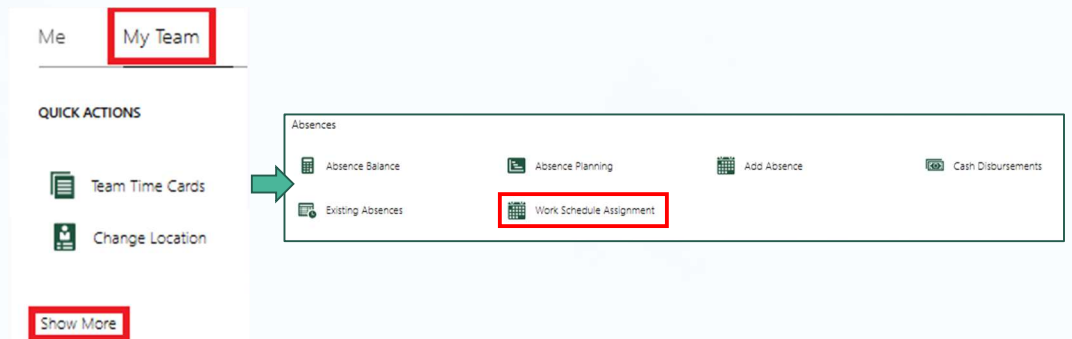 Me My Team
QUICK ACTIONS
Team Time Cards
Change Location
Show More
Absences
Absence Balance Absence Planning Add Absence Cash Disbursements
Existing Absences Work Schedule Assignment